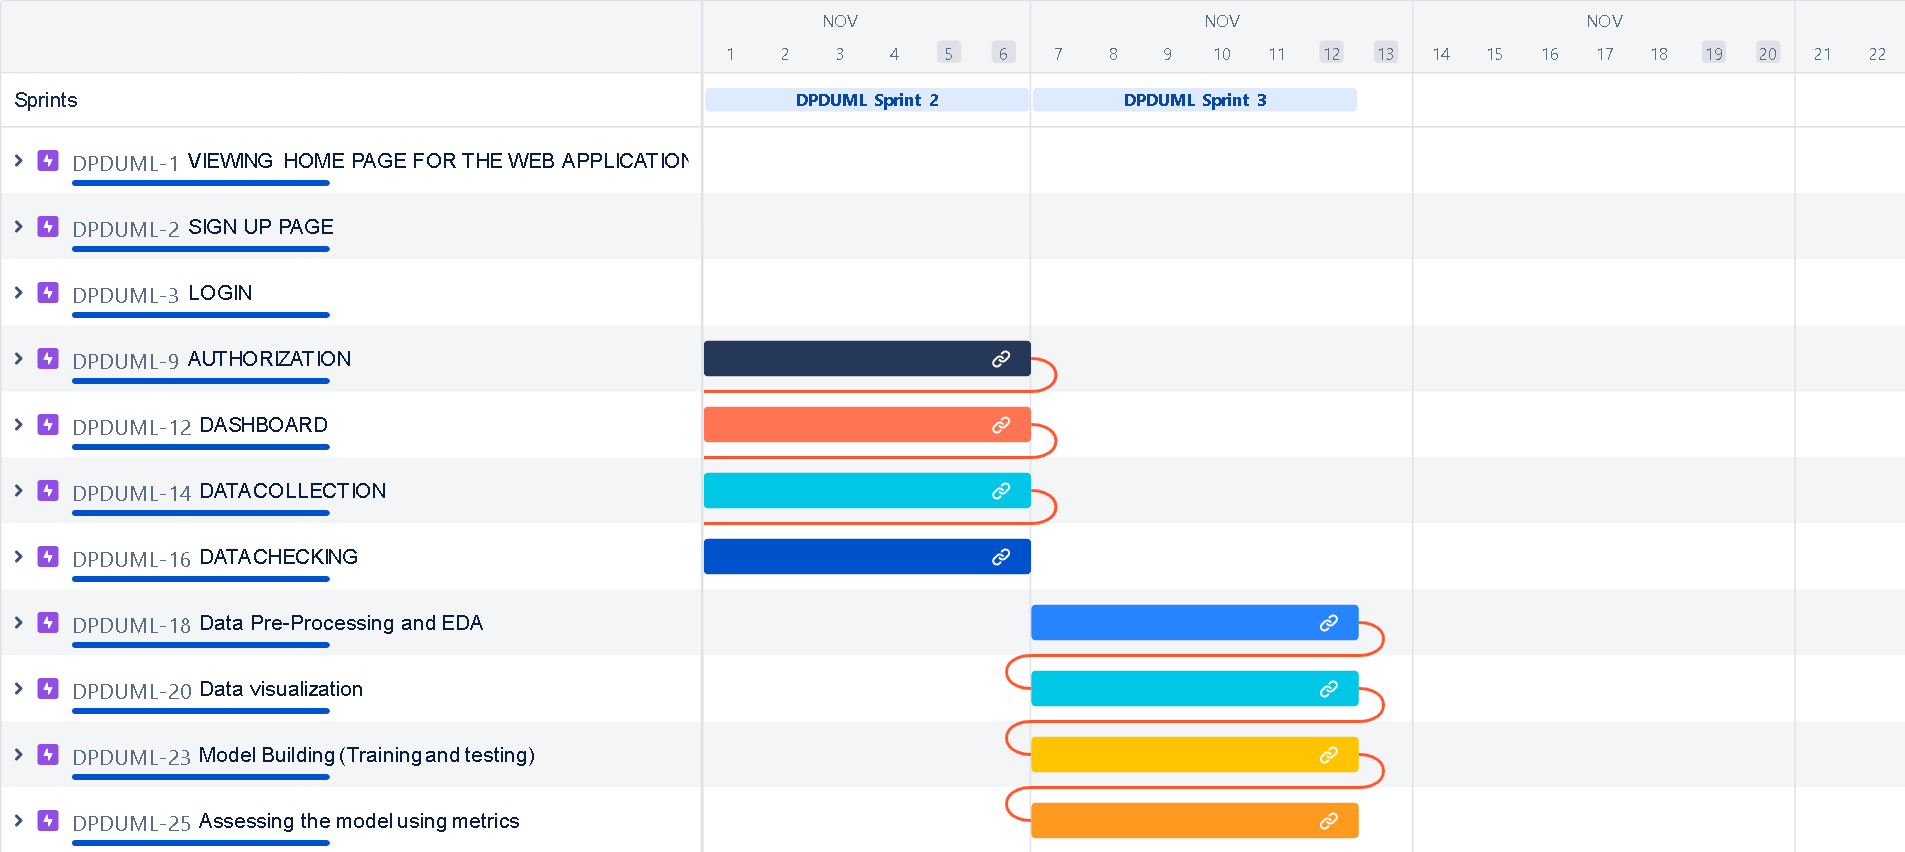 NOV NOV NOV
1 2 3 4 5 6 7 8 9 10 11 12 13 14 15 16 17 18 19 20 21 22
Sprints DPDUML Sprint 2 DPDUML Sprint 3
DPDUML-1 VIEWING HOME PAGE FOR THE WEB APPLICATION
DPDUML-2 SIGN UP PAGE
DPDUML-3 LOGIN
DPDUML-9 AUTHORIZATION
DPDUML-12 DASHBOARD
DPDUML-14 DATA COLLECTION
DPDUML-16 DATA CHECKING
DPDUML-18 Data Pre-Processing and EDA
DPDUML-20 Data visualization
DPDUML-23 Model Building (Training and testing)
DPDUML-25 Assessing the model using metrics